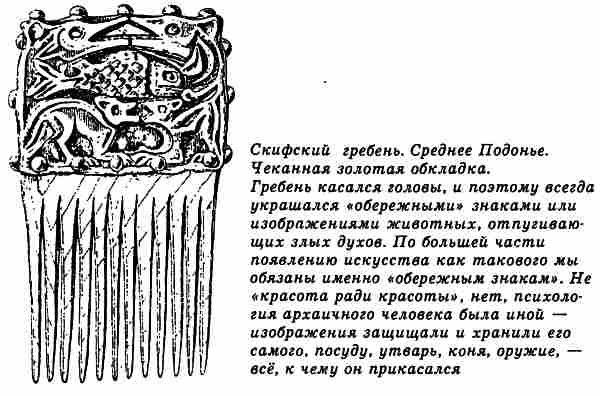 Скифский гребень. Среднее Подонье.
Чеканная золотая обкладка.
Гребень касался головы, и поэтому всегда
украшался «обережными» знаками или
изображениями животных, отпугиваю-
щих злых духов. По большей части
появлению искусства как такового мы
обязаны именно «обережным знакам». Не
«красота ради красоты», нет, психоло-
гия архаичного человека была иной —
изображения защищали и хранили его
самого, посуду, утварь, коня, оружие, —
всё, к чему он прикасался